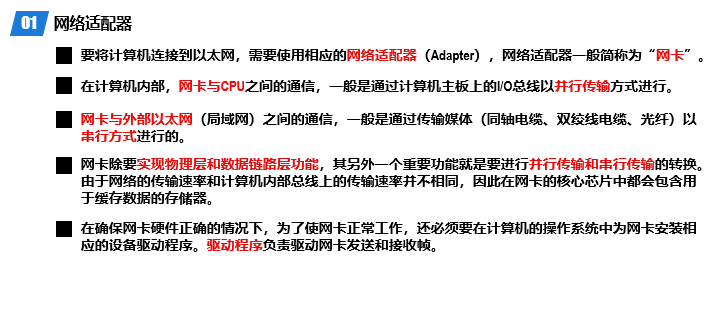 01 网络适配器
要将计算机连接到以太网，需要使用相应的网络适配器（Adapter），网络适配器一般简称为“网卡”。
在计算机内部，网卡与CPU之间的通信，一般是通过计算机主板上的I/O总线以并行传输方式进行。
网卡与外部以太网（局域网）之间的通信，一般是通过传输媒体（同轴电缆、双绞线电缆、光纤）以
串行方式进行的。
网卡除要实现物理层和数据链路层功能，其另外一个重要功能就是要进行并行传输和串行传输的转换。
由于网络的传输速率和计算机内部总线上的传输速率并不相同，因此在网卡的核心芯片中都会包含用
于缓存数据的存储器。
在确保网卡硬件正确的情况下，为了使网卡正常工作，还必须要在计算机的操作系统中为网卡安装相
应的设备驱动程序。驱动程序负责驱动网卡发送和接收帧。